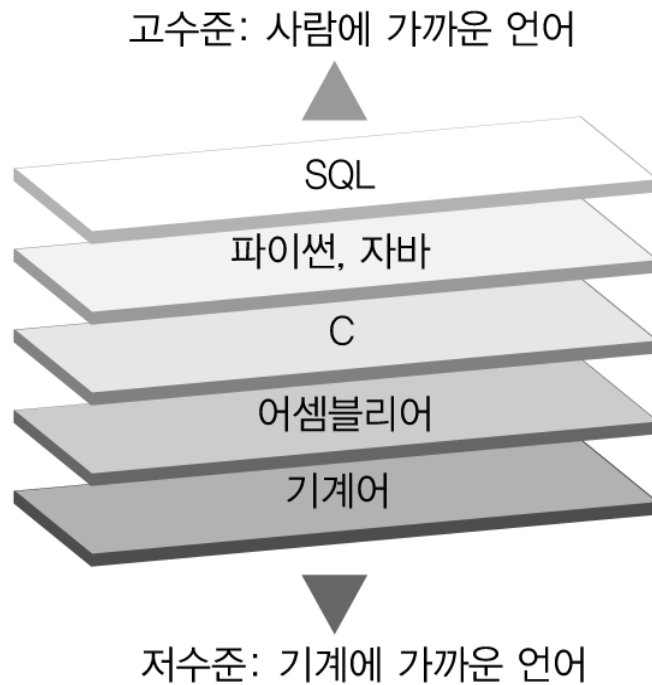 고수준: 사람에 가까운 언어
SQL
파이썬, 자바
C
어셈블리어
기계어
저수준: 기계에 가까운 언어